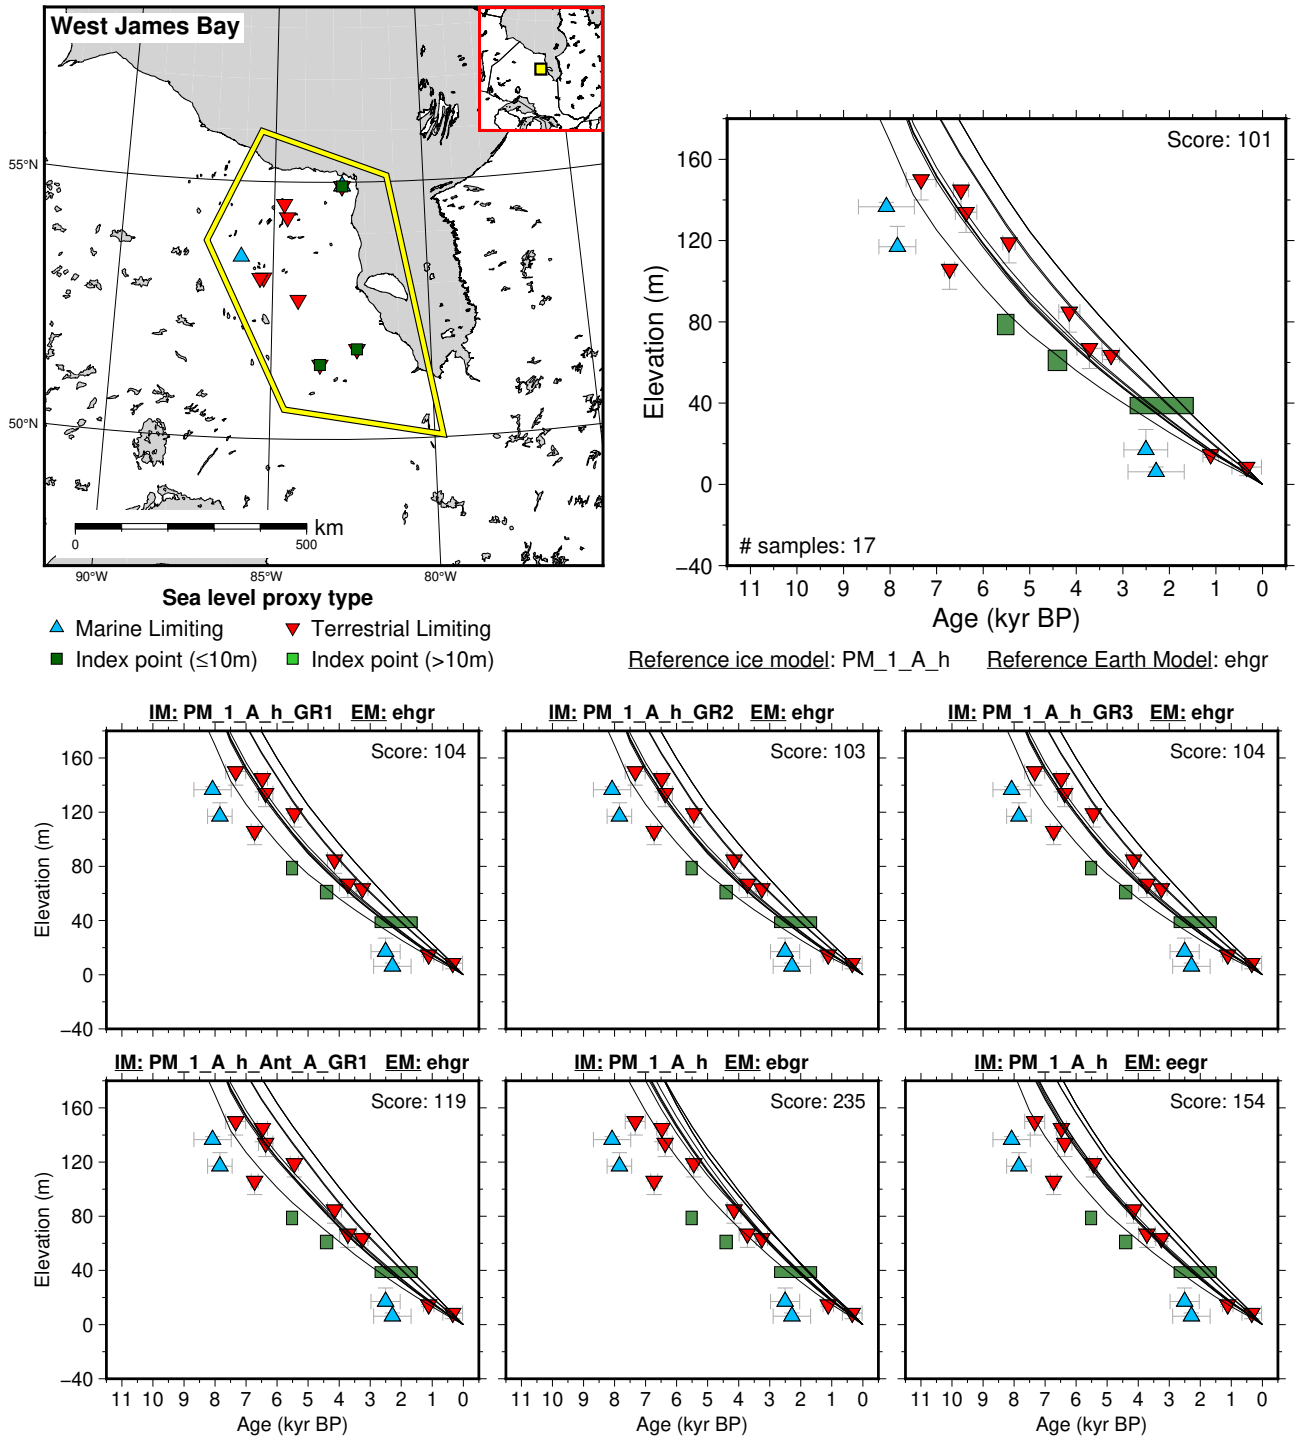 West James Bay
55°N
50°N
km
0 500
90°W 85°W 80°W
Sea level proxy type
Marine Limiting Terrestrial Limiting
Index point (≤10m) Index point (>10m)
Score: 101
160
120
80
40
0
−40
Elevation (m)
# samples: 17
11 10 9 8 7 6 5 4 3 2 1 0
Age (kyr BP)
Reference ice model: PM_1_A_h Reference Earth Model: ehgr
IM: PM_1_A_h_GR1 EM: ehgr
Score: 104
160
120
80
40
0
−40
Elevation (m)
IM: PM_1_A_h_GR2 EM: ehgr
Score: 103
IM: PM_1_A_h_GR3 EM: ehgr
Score: 104
IM: PM_1_A_h_Ant_A_GR1 EM: ehgr
Score: 119
160
120
80
40
0
−40
Elevation (m)
11 10 9 8 7 6 5 4 3 2 1 0
Age (kyr BP)
IM: PM_1_A_h EM: ebgr
Score: 235
11 10 9 8 7 6 5 4 3 2 1 0
Age (kyr BP)
IM: PM_1_A_h EM: eegr
Score: 154
11 10 9 8 7 6 5 4 3 2 1 0
Age (kyr BP)